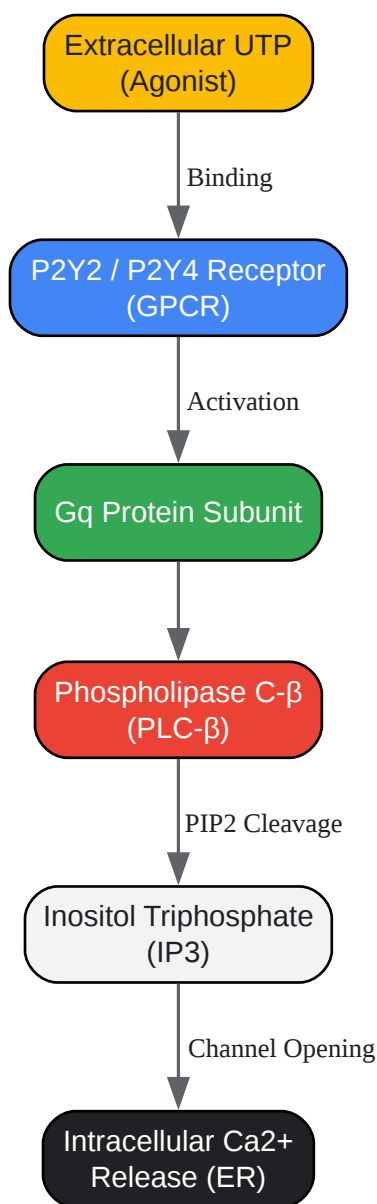 Extracellular UTP
(Agonist)
Binding
P2Y2 / P2Y4 Receptor
(GPCR)
Activation
Gq Protein Subunit
Phospholipase C-β
(PLC-β)
PIP2 Cleavage
Inositol Triphosphate
(IP3)
Channel Opening
Intracellular Ca2+
Release (ER)